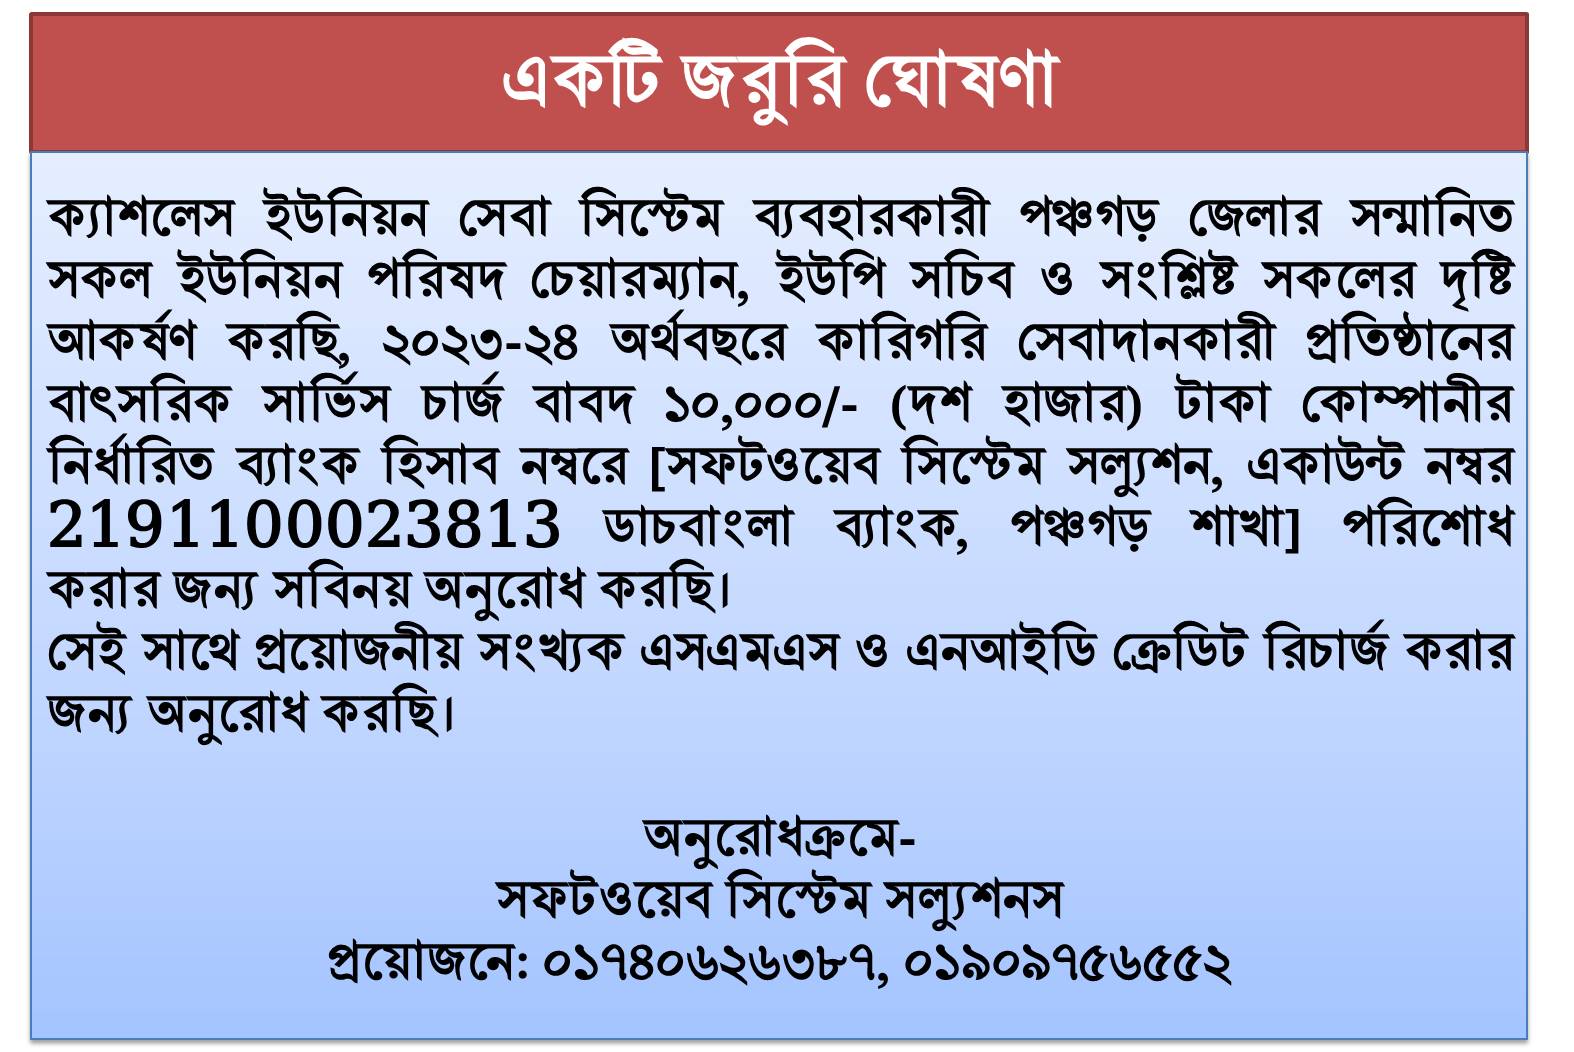 একটি জরুরি ঘোষণা
ক্যাশলেস ইউনিয়ন সেবা সিস্টেম ব্যবহারকারী পঞ্চগড় জেলার সন্মানিত
সকল ইউনিয়ন পরিষদ চেয়ারম্যান, ইউপি সচিব ও সংশ্লিষ্ট সকলের দৃষ্টি
আকর্ষণ করছি, ২০২৩-২৪ অর্থবছরে কারিগরি সেবাদানকারী প্রতিষ্ঠানের
বাৎসরিক সার্ভিস চার্জ বাবদ ১০,০০০/- (দশ হাজার) টাকা কোম্পানীর
নির্ধারিত ব্যাংক হিসাব নম্বরে [সফটওয়েব সিস্টেম সল্যুশন, একাউন্ট নম্বর
2191100023813 ডাচবাংলা ব্যাংক, পঞ্চগড় শাখা] পরিশোধ
করার জন্য সবিনয় অনুরোধ করছি।
সেই সাথে প্রয়োজনীয় সংখ্যক এসএমএস ও এনআইডি ক্রেডিট রিচার্জ করার
জন্য অনুরোধ করছি।
অনুরোধক্রমে-
সফটওয়েব সিস্টেম সল্যুশনস
প্রয়োজনে: ০১৭৪০৬২৬৩৮৭, ০১৯০৯৭৫৬৫৫২